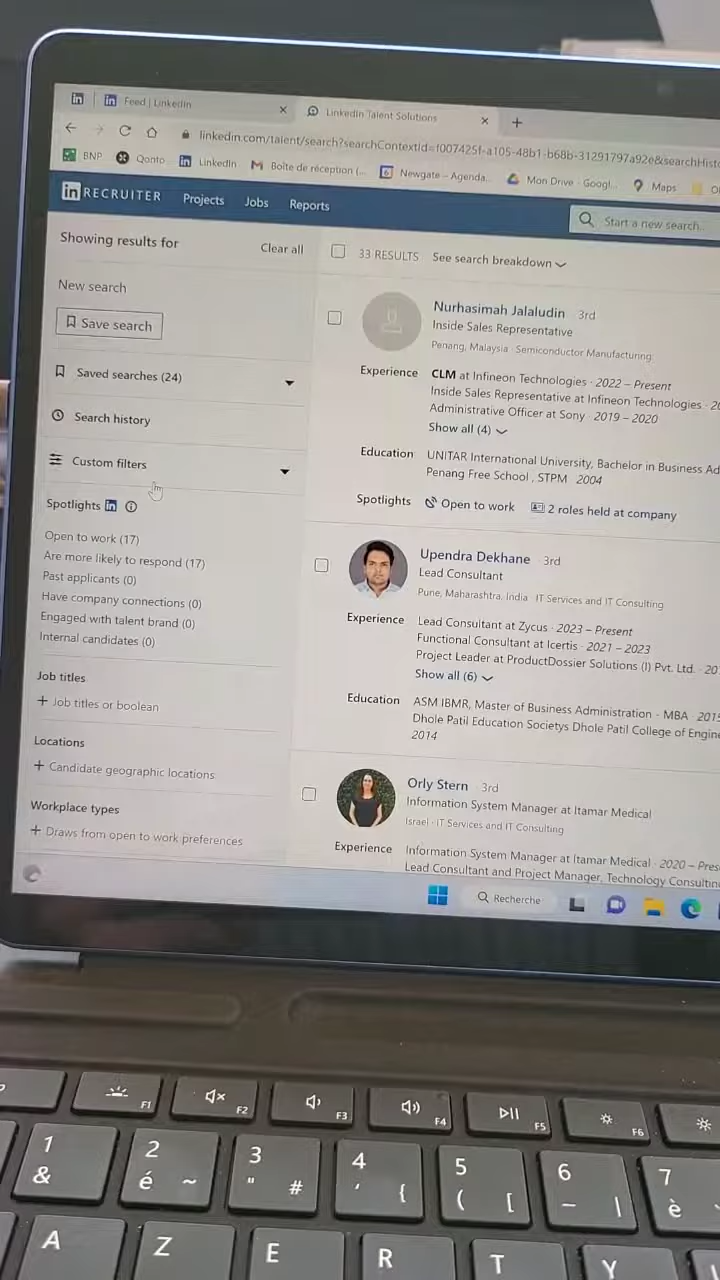 Feed | LinkedIn
LinkedIn Talent Solutions
linkedin.com/talent/search?searchContextId=f007425f-a105-48b1-b68b-31291797a92e&searchHisto
BNP
Qonto
LinkedIn
Boîte de réception (...
Newgate – Agenda...
Mon Drive - Googl...
Maps
in RECRUITER
Projects
Jobs
Reports
Start a new search...
Showing results for
Clear all
New search
Save search
Saved searches (24)
Search history
Custom filters
Spotlights in
Open to work (17)
Are more likely to respond (17)
Past applicants (0)
Have company connections (0)
Engaged with talent brand (0)
Internal candidates (0)
Job titles
+ Job titles or boolean
Locations
+ Candidate geographic locations
Workplace types
+ Draws from open to work preferences
33 RESULTS
See search breakdown
Nurhasimah Jalaludin · 3rd
Inside Sales Representative
Penang, Malaysia · Semiconductor Manufacturing
Experience
CLM at Infineon Technologies · 2022 – Present
Inside Sales Representative at Infineon Technologies · 20
Administrative Officer at Sony · 2019 – 2020
Show all (4)
Education
UNITAR International University, Bachelor in Business Ad
Penang Free School , STPM · 2004
Spotlights
Open to work
2 roles held at company
Upendra Dekhane · 3rd
Lead Consultant
Pune, Maharashtra, India · IT Services and IT Consulting
Experience
Lead Consultant at Zycus · 2023 – Present
Functional Consultant at Icertis · 2021 – 2023
Project Leader at ProductDossier Solutions (I) Pvt. Ltd. · 20
Show all (6)
Education
ASM IBMR, Master of Business Administration - MBA · 2015
Dhole Patil Education Societys Dhole Patil College of Engine
2014
Orly Stern · 3rd
Information System Manager at Itamar Medical
Israel · IT Services and IT Consulting
Experience
Information System Manager at Itamar Medical · 2020 – Pres
Lead Consultant and Project Manager, Technology Consulting
Recherche
F1
F2
F3
F4
F5
F6
1
&
2
é ~
3
" #
4
' {
5
( [
6
- |
7
è
A
Z
E
R
T
Y